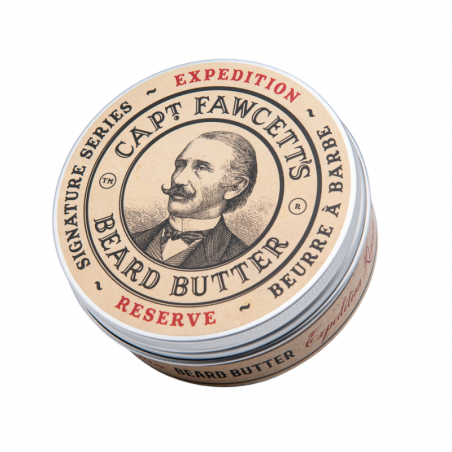 EXPEDITION
SIGNATURE SERIES ~
~ BEURRE À BARBE ~
RESERVE
CAPT FAWCETT'S
BEARD BUTTER
TM
R
BEARD BUTTER
Expedition